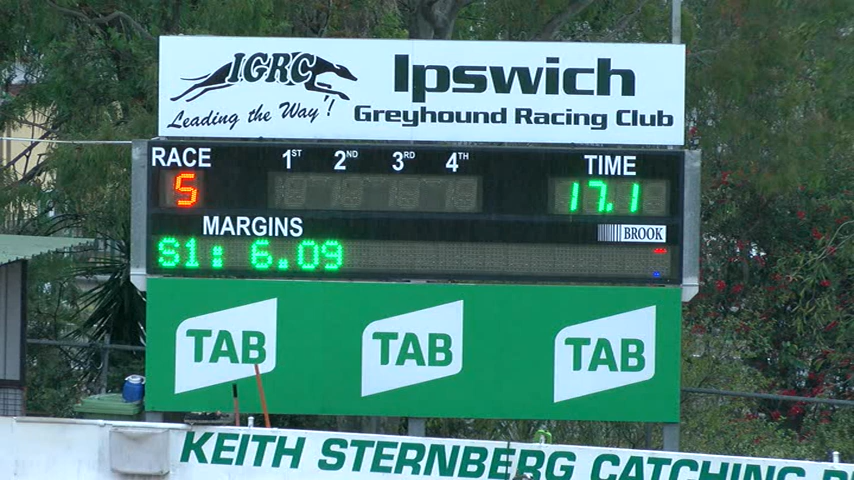 IGRC
Leading the Way!
Ipswich
Greyhound Racing Club
RACE 1ST 2ND 3RD 4TH TIME
5 17.1
MARGINS BROOK
S1: 6.09
TAB TAB TAB
KEITH STERNBERG CATCHING